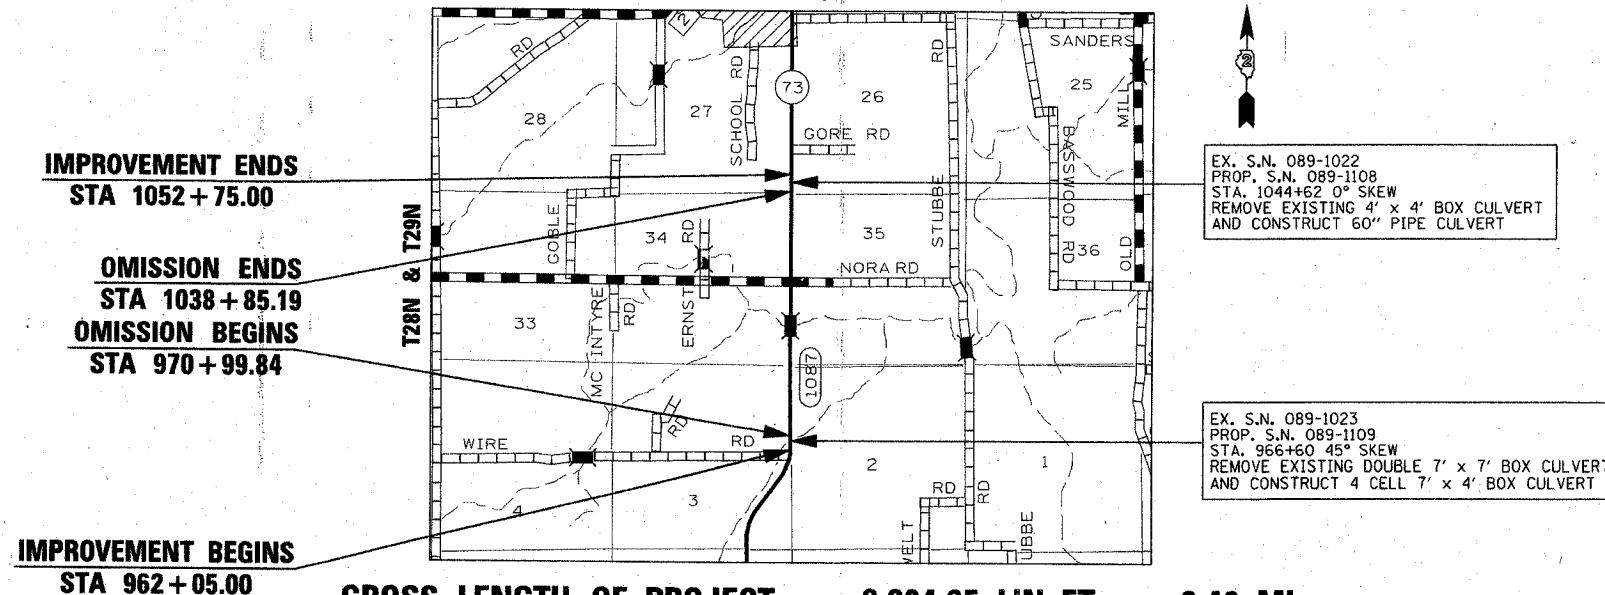 IMPROVEMENT ENDS
STA 1052+75.00
OMISSION ENDS
STA 1038+85.19
OMISSION BEGINS
STA 970+99.84
IMPROVEMENT BEGINS
STA 962+05.00
T28N & T29N
RD
2
28
27
SCHOOL RD
73
26
GORE RD
RD
SANDERS
25
MILL
BASSWOOD RD
GOBLE
34
RD
35
STUBBE
36
OLD
NORA RD
33
MC INTYRE
RD
ERNST
1087
WIRE
RD
RD
2
1
4
3
RD
RD
WELT
UBBE
2
EX. S.N. 089-1022
PROP. S.N. 089-1108
STA. 1044+62 0° SKEW
REMOVE EXISTING 4' x 4' BOX CULVERT
AND CONSTRUCT 60" PIPE CULVERT
EX. S.N. 089-1023
PROP. S.N. 089-1109
STA. 966+60 45° SKEW
REMOVE EXISTING DOUBLE 7' x 7' BOX CULVERT
AND CONSTRUCT 4 CELL 7' x 4' BOX CULVERT